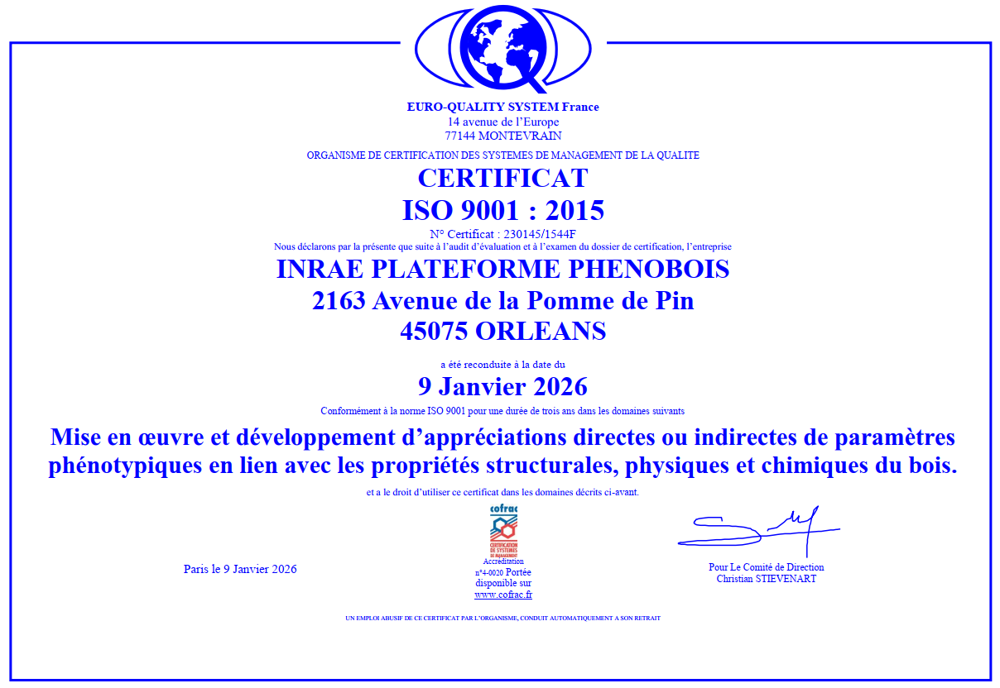 EURO-QUALITY SYSTEM France
14 avenue de l’Europe
77144 MONTEVRAIN
ORGANISME DE CERTIFICATION DES SYSTEMES DE MANAGEMENT DE LA QUALITE
CERTIFICAT
ISO 9001 : 2015
N° Certificat : 230145/1544F
Nous déclarons par la présente que suite à l’audit d’évaluation et à l’examen du dossier de certification, l’entreprise
INRAE PLATEFORME PHENOBOIS
2163 Avenue de la Pomme de Pin
45075 ORLEANS
a été reconduite à la date du
9 Janvier 2026
Conformément à la norme ISO 9001 pour une durée de trois ans dans les domaines suivants
Mise en œuvre et développement d’appréciations directes ou indirectes de paramètres
phénotypiques en lien avec les propriétés structurales, physiques et chimiques du bois.
et a le droit d’utiliser ce certificat dans les domaines décrits ci-avant.
cofrac
CERTIFICATION
DE SYSTEMES
DE MANAGEMENT
Accréditation
n°4-0020 Portée
disponible sur
www.cofrac.fr
Paris le 9 Janvier 2026
Pour Le Comité de Direction
Christian STIEVENART
UN EMPLOI ABUSIF DE CE CERTIFICAT PAR L’ORGANISME, CONDUIT AUTOMATIQUEMENT A SON RETRAIT